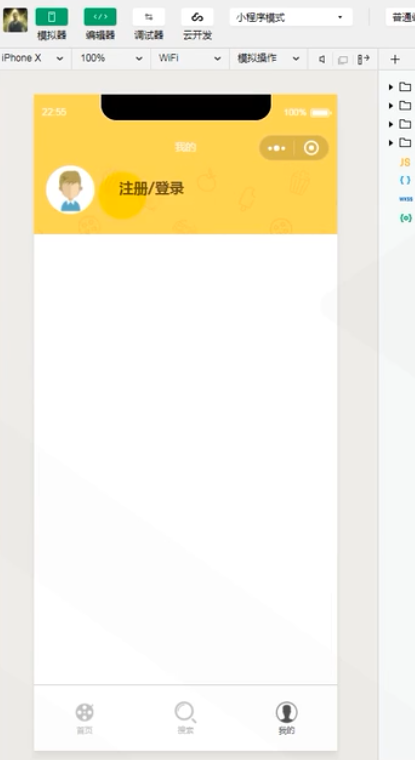 小程序模式
普通
模拟器 编辑器 调试器 云开发
iPhone X 100% WiFi 模拟操作
22:55 100%
我的
注册/登录
JS
{ }
wxss
首页 搜索 我的